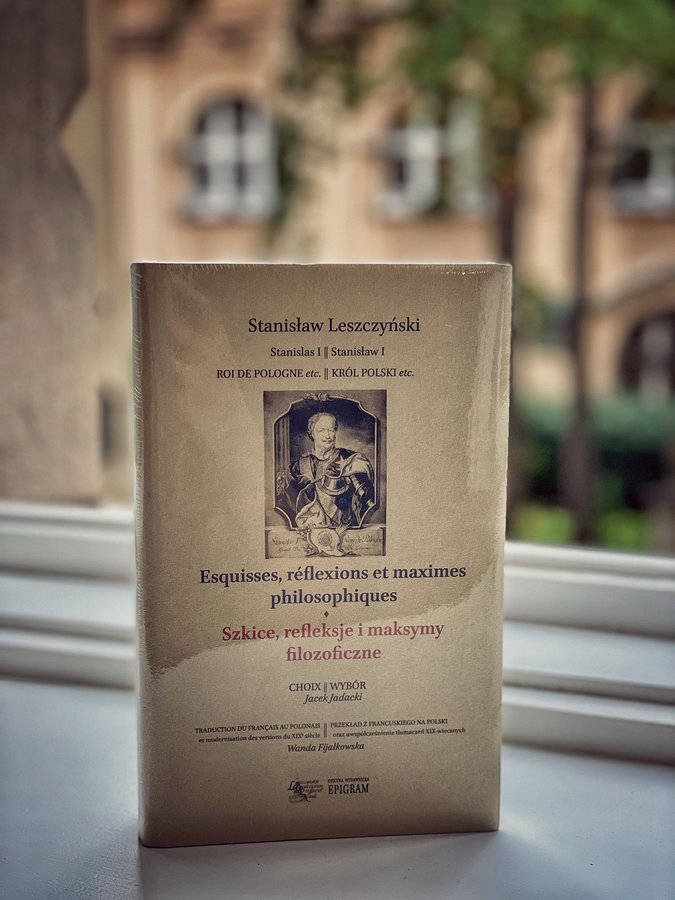 Stanisław Leszczyński
Stanislas I || Stanisław I
ROI DE POLOGNE etc. || KRÓL POLSKI etc.
Esquisses, réflexions et maximes
philosophiques
Szkice, refleksje i maksymy
filozoficzne
CHOIX || WYBÓR
Jacek Jadacki
TRADUCTION DU FRANÇAIS AU POLONAIS || PRZEKŁAD Z FRANCUSKIEGO NA POLSKI
et modernisation des versions du XIXᵉ siècle || oraz uwspółcześnienie tłumaczeń XIX-wiecznych
Wanda Fijałkowska
OFICYNA WYDAWNICZA
EPIGRAM